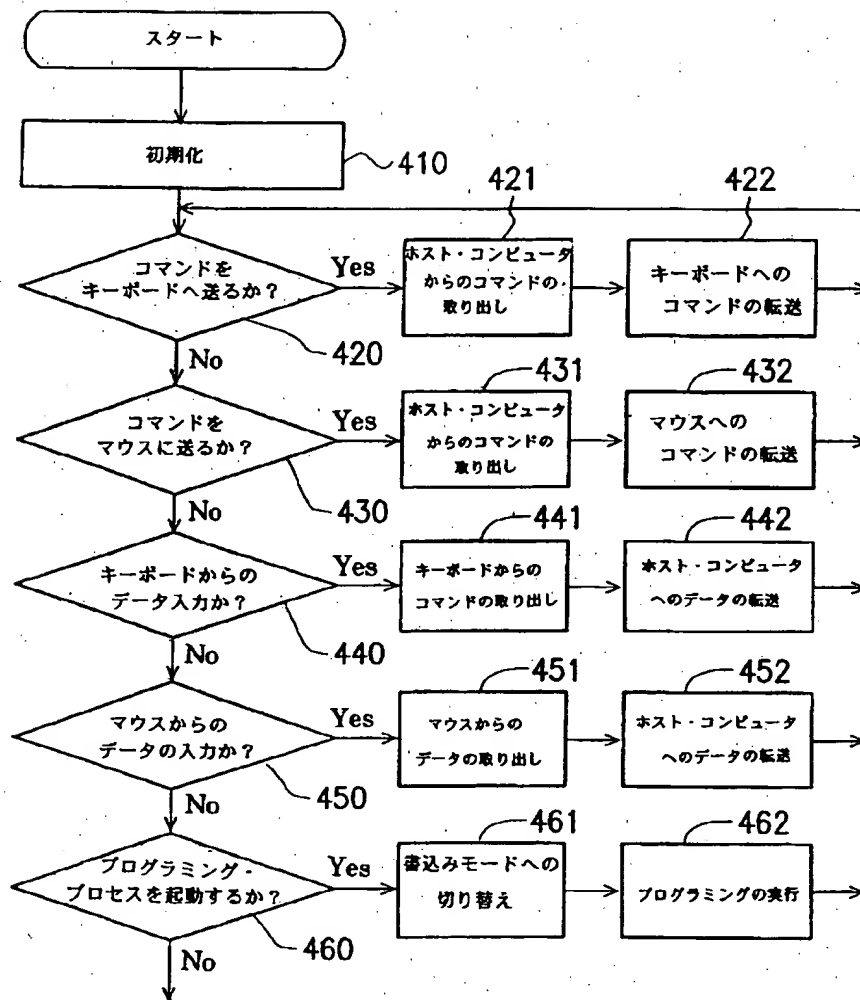 スタート
初期化
410
421
422
コマンドを
キーボードへ送るか?
Yes
ホスト・コンピュータ
からのコマンドの
取り出し
キーボードへの
コマンドの転送
420
No
431
432
コマンドを
マウスに送るか?
Yes
ホスト・コンピュータ
からのコマンドの
取り出し
マウスへの
コマンドの転送
430
No
441
442
キーボードからの
データ入力か?
Yes
キーボードからの
コマンドの取り出し
ホスト・コンピュータ
へのデータの転送
440
No
451
452
マウスからの
データの入力か?
Yes
マウスからの
データの取り出し
ホスト・コンピュータ
へのデータの転送
450
No
461
462
プログラミング・
プロセスを起動するか?
Yes
書込みモードへの
切り替え
プログラミングの実行
460
No